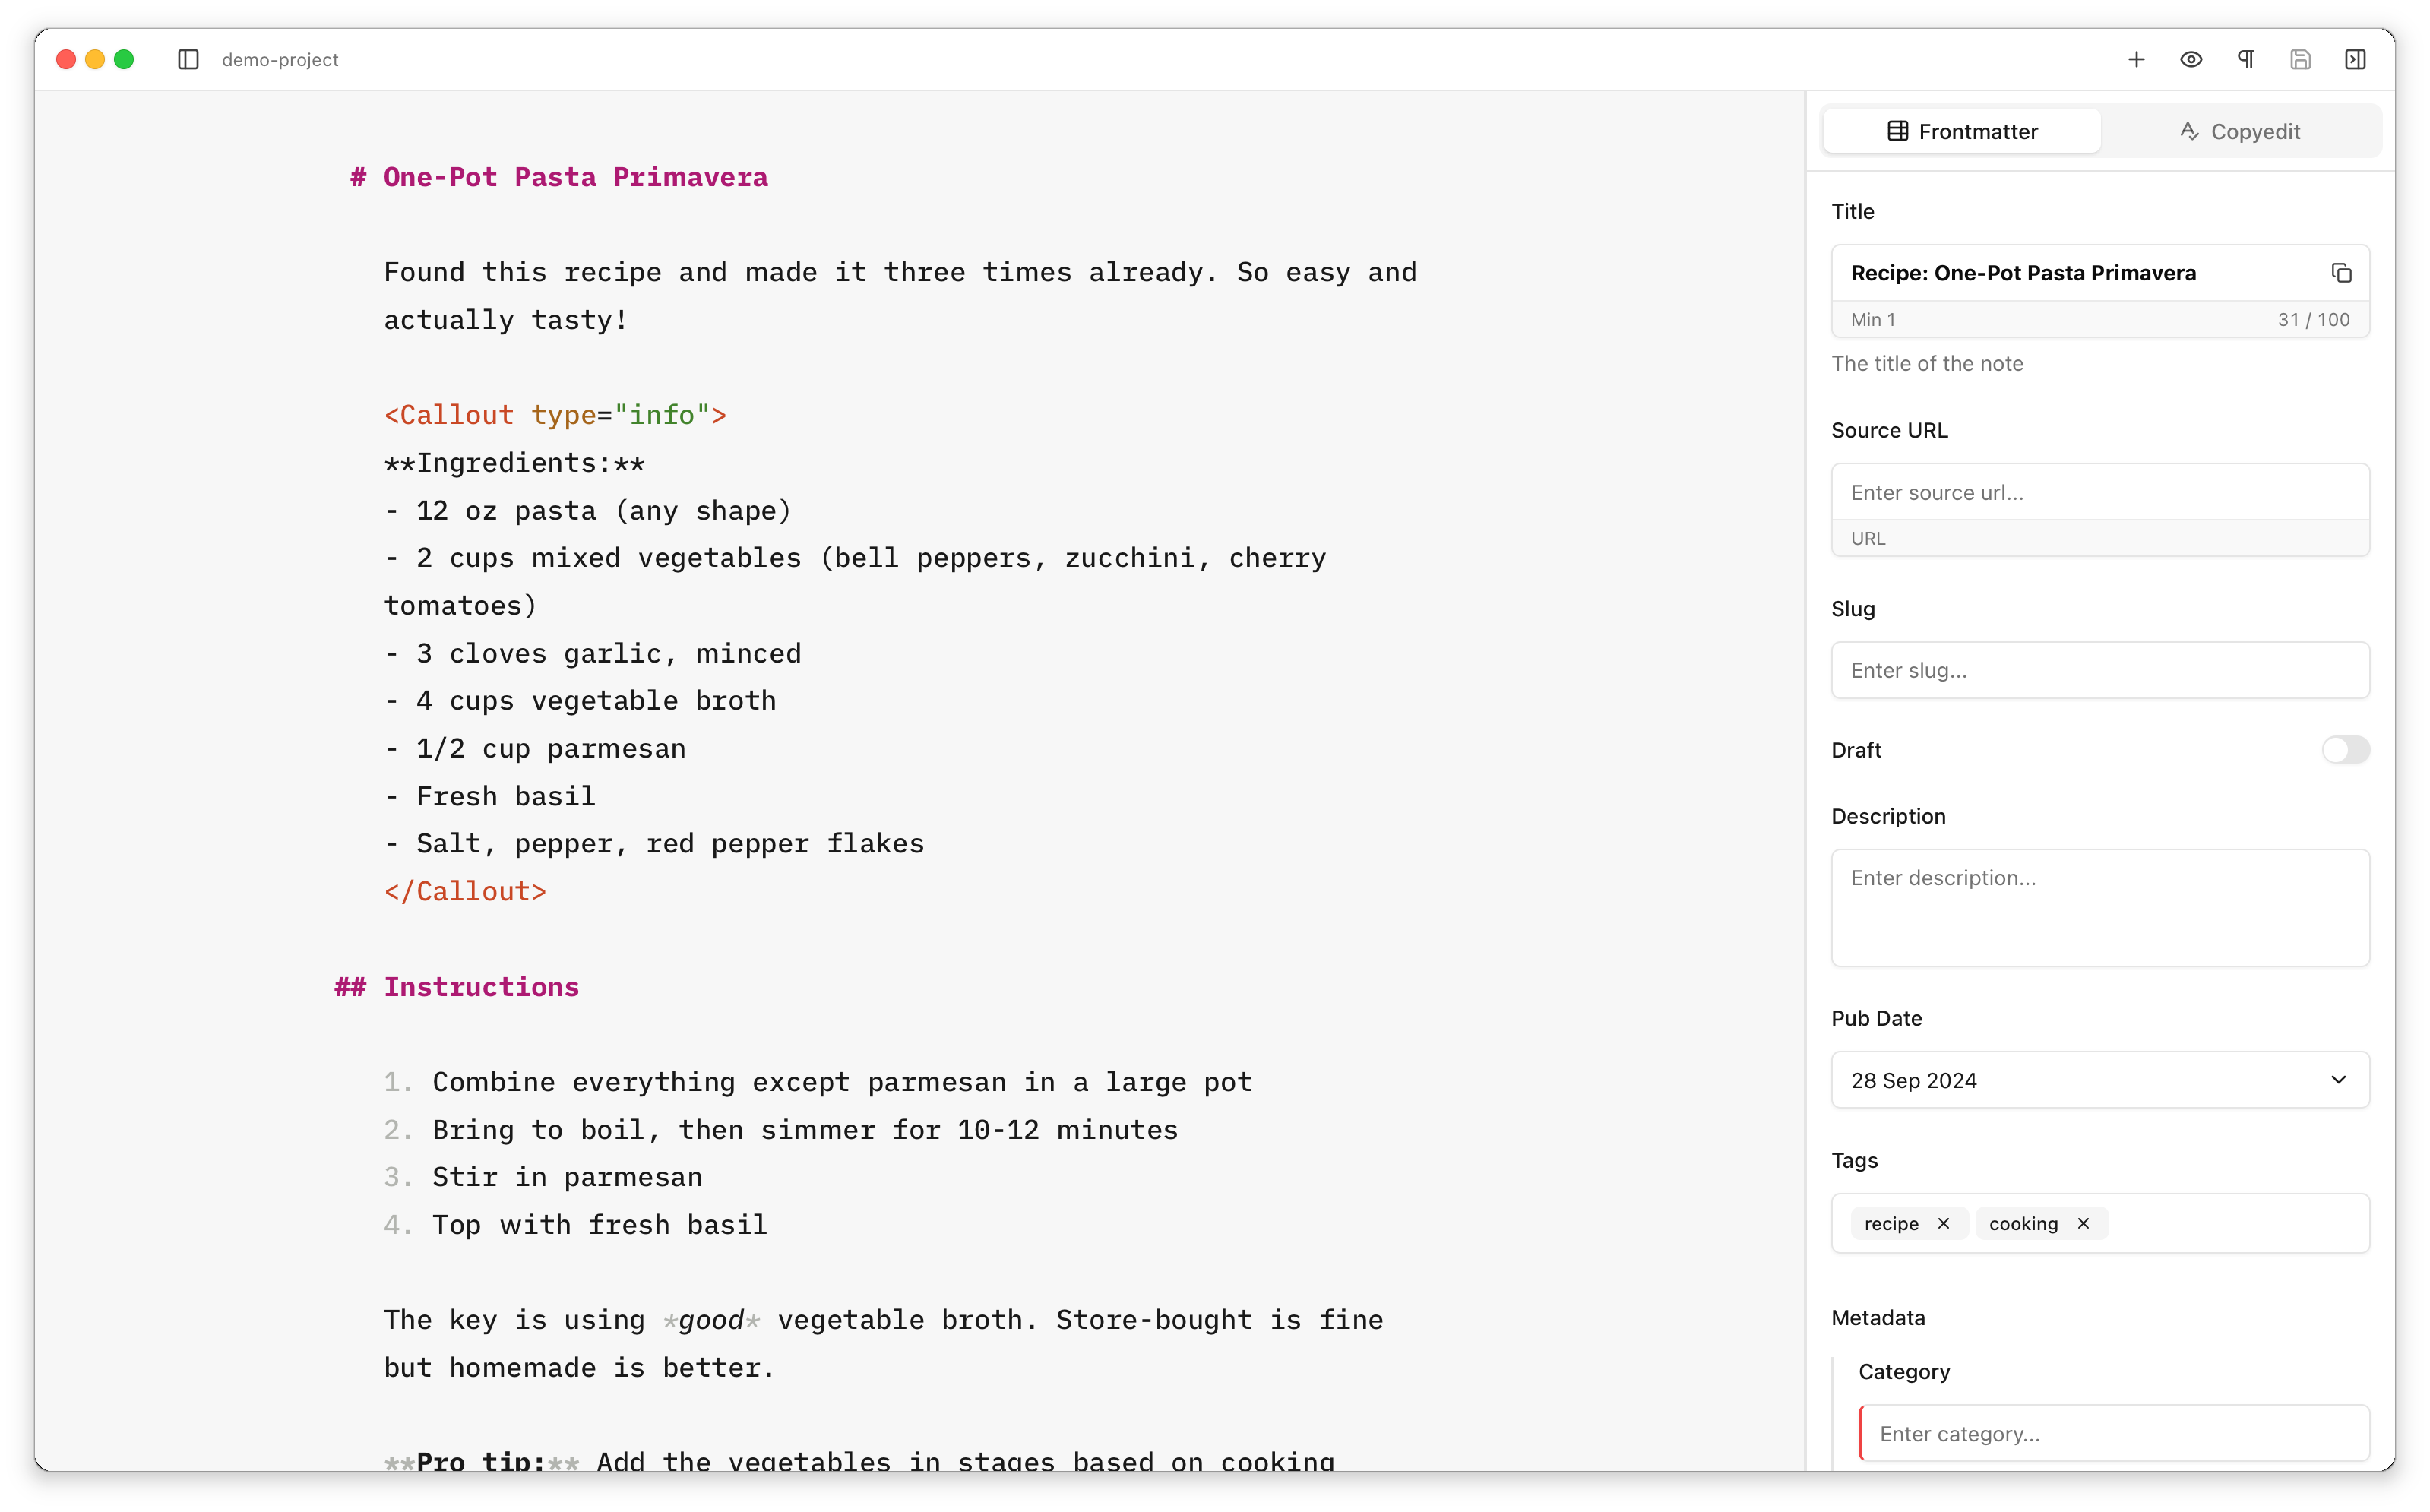 demo-project
# One-Pot Pasta Primavera
Found this recipe and made it three times already. So easy and
actually tasty!
<Callout type="info">
**Ingredients:**
- 12 oz pasta (any shape)
- 2 cups mixed vegetables (bell peppers, zucchini, cherry
tomatoes)
- 3 cloves garlic, minced
- 4 cups vegetable broth
- 1/2 cup parmesan
- Fresh basil
- Salt, pepper, red pepper flakes
</Callout>
## Instructions
1. Combine everything except parmesan in a large pot
2. Bring to boil, then simmer for 10-12 minutes
3. Stir in parmesan
4. Top with fresh basil
The key is using *good* vegetable broth. Store-bought is fine
but homemade is better.
**Pro tip:** Add the vegetables in stages based on cooking
Frontmatter
Copyedit
Title
Recipe: One-Pot Pasta Primavera
Min 1
31 / 100
The title of the note
Source URL
Enter source url...
URL
Slug
Enter slug...
Draft
Description
Enter description...
Pub Date
28 Sep 2024
Tags
recipe
cooking
Metadata
Category
Enter category...